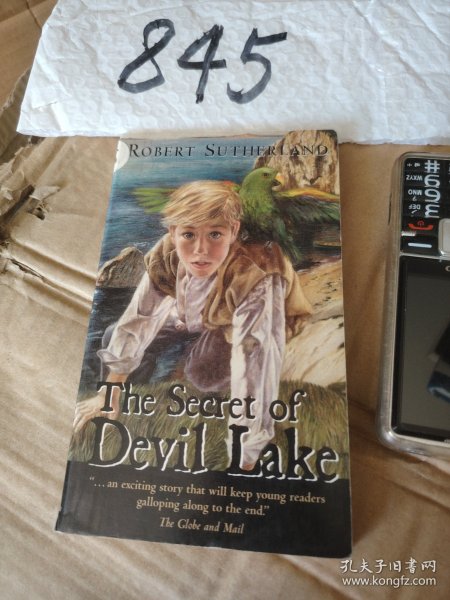 845
ROBERT SUTHERLAND
The Secret of
Devil Lake
“...an exciting story that will keep young readers
galloping along to the end.”
The Globe and Mail
孔夫子旧书网
www.kongfz.com